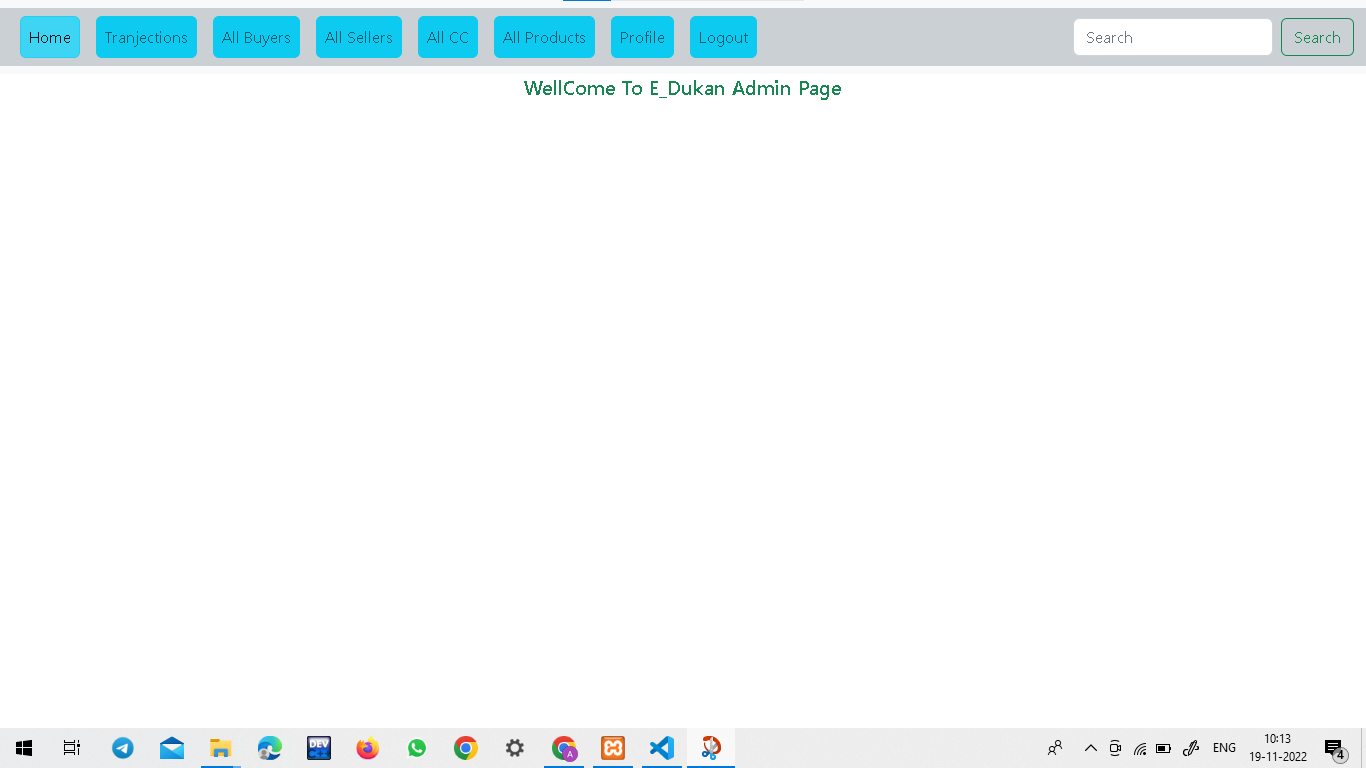 Home Tranjections All Buyers All Sellers All CC All Products Profile Logout Search Search
WellCome To E_Dukan Admin Page
DEV C++ A ENG 10:13
19-11-2022 4